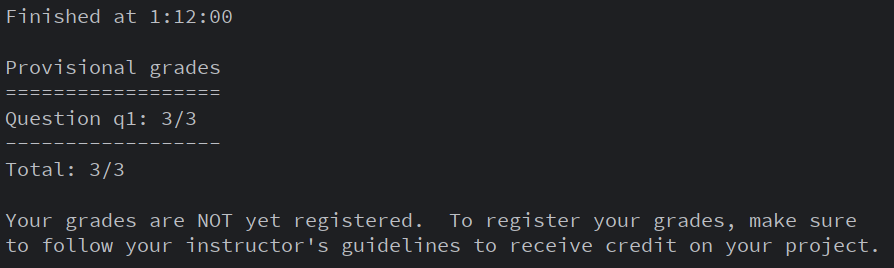 Finished at 1:12:00
Provisional grades
==================
Question q1: 3/3
------------------
Total: 3/3
Your grades are NOT yet registered.  To register your grades, make sure
to follow your instructor's guidelines to receive credit on your project.